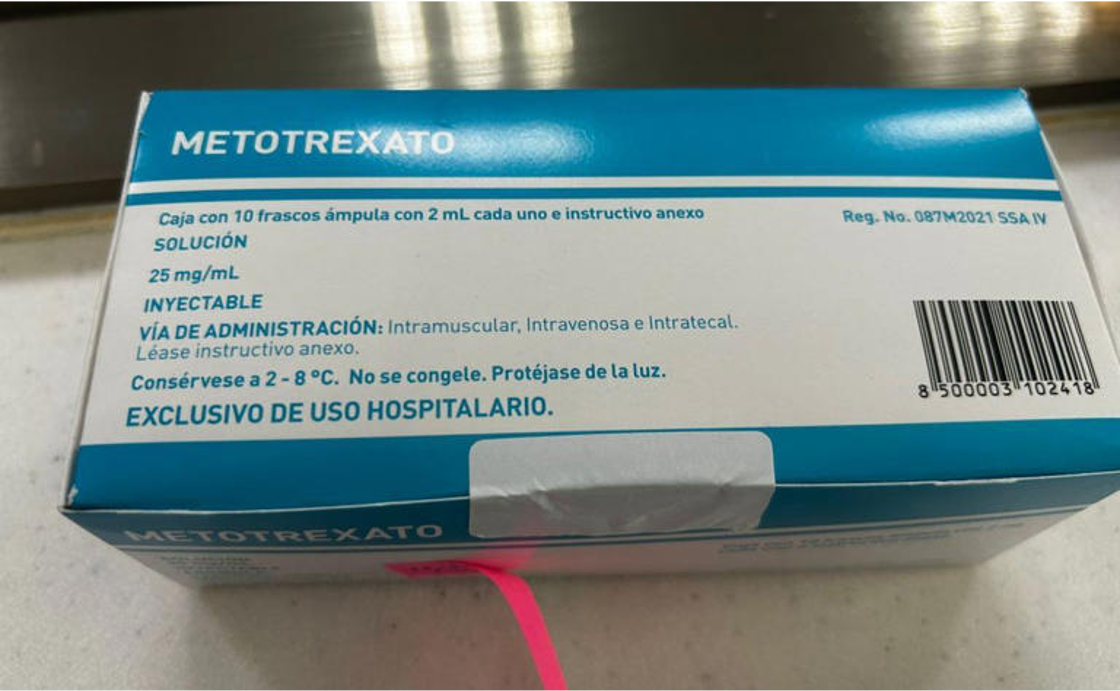 METOTREXATO
Caja con 10 frascos ámpula con 2 mL cada uno e instructivo anexo
Reg. No. 087M2021 SSA IV
SOLUCIÓN
25 mg/mL
INYECTABLE
VÍA DE ADMINISTRACIÓN: Intramuscular, Intravenosa e Intratecal.
Léase instructivo anexo.
Consérvese a 2 - 8 °C. No se congele. Protéjase de la luz.
EXCLUSIVO DE USO HOSPITALARIO.
8 500003 102418
METOTREXATO